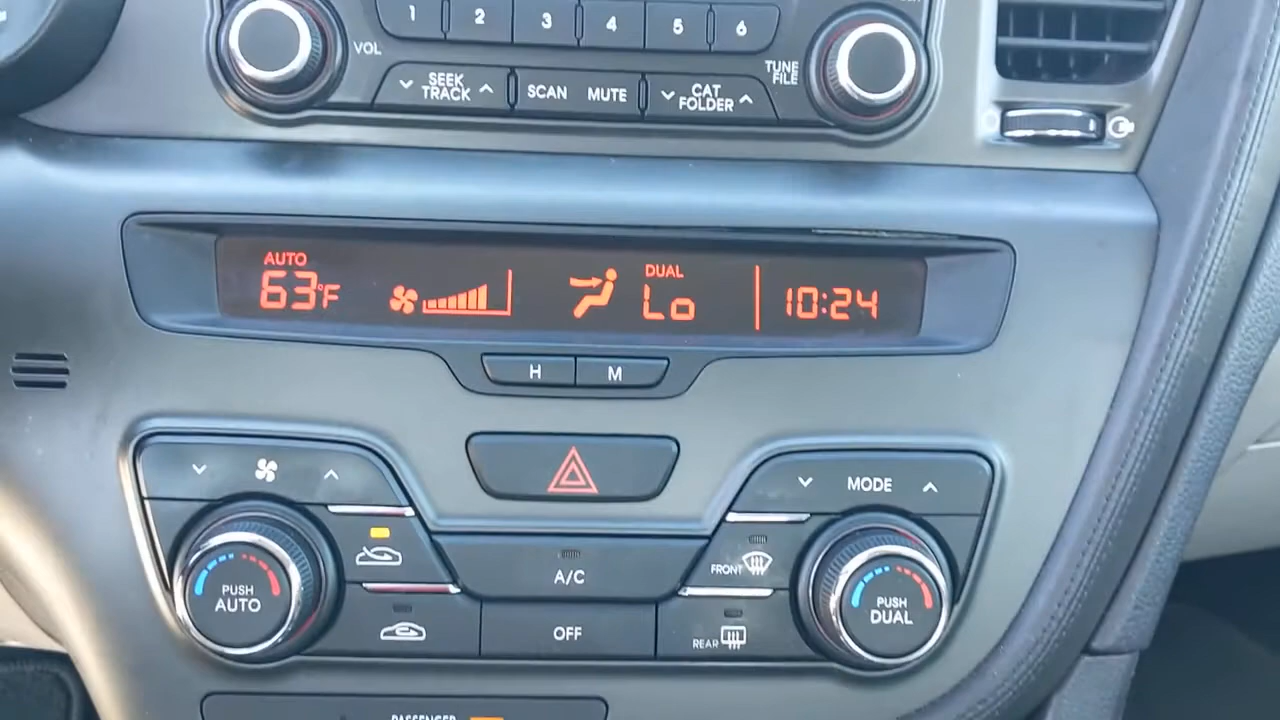 1 2 3 4 5 6
VOL
SEEK
TRACK
SCAN MUTE
CAT
FOLDER
TUNE
FILE
AUTO
63°F
DUAL
Lo
10:24
H M
MODE
PUSH
AUTO
A/C
OFF
FRONT
REAR
PUSH
DUAL
PASSENGER